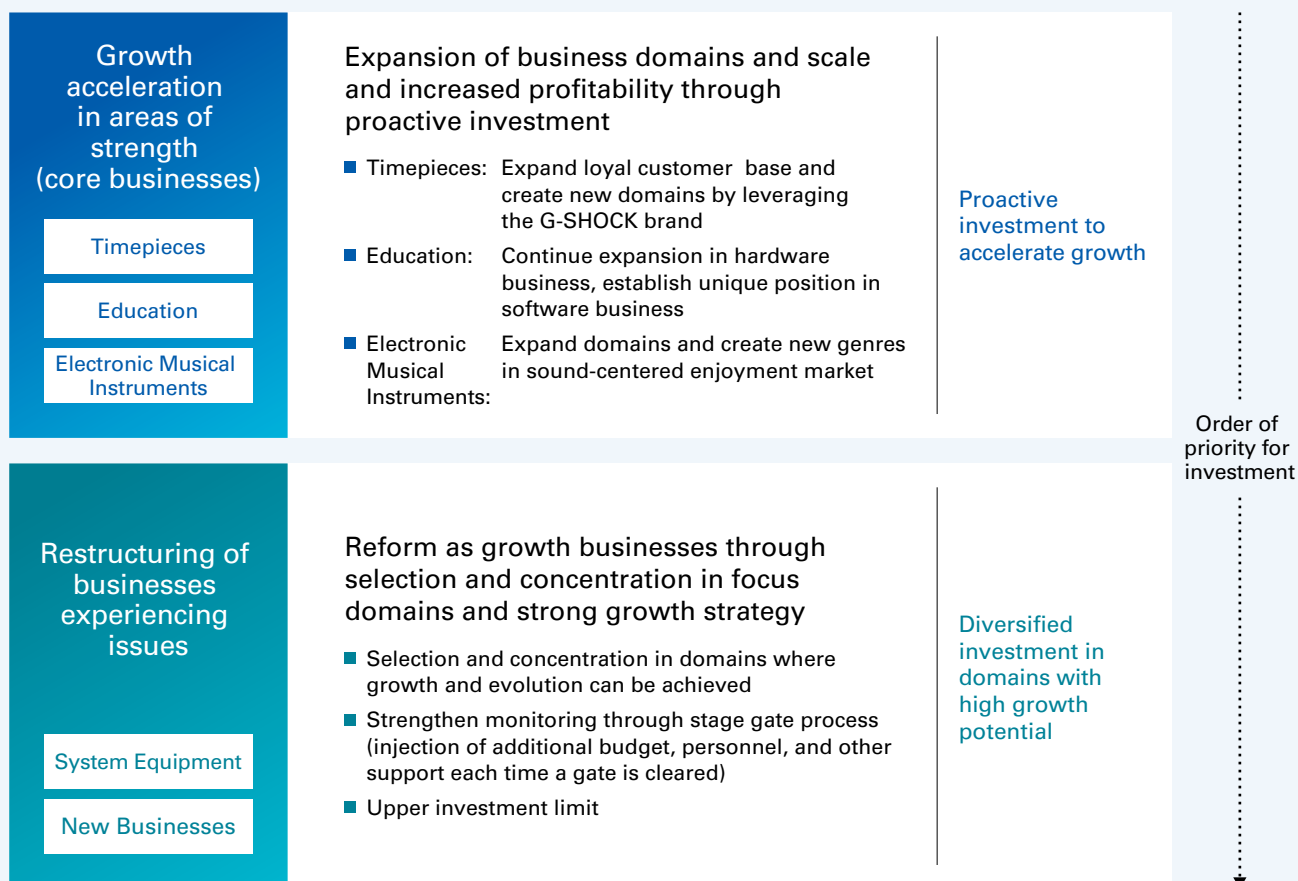 Growth
acceleration
in areas of
strength
(core businesses)
Timepieces
Education
Electronic Musical
Instruments
Expansion of business domains and scale
and increased profitability through
proactive investment
Timepieces: Expand loyal customer base and
create new domains by leveraging
the G-SHOCK brand
Education: Continue expansion in hardware
business, establish unique position in
software business
Electronic Expand domains and create new genres
Musical in sound-centered enjoyment market
Instruments:
Proactive
investment to
accelerate growth
Restructuring of
businesses
experiencing
issues
System Equipment
New Businesses
Reform as growth businesses through
selection and concentration in focus
domains and strong growth strategy
Selection and concentration in domains where
growth and evolution can be achieved
Strengthen monitoring through stage gate process
(injection of additional budget, personnel, and other
support each time a gate is cleared)
Upper investment limit
Diversified
investment in
domains with
high growth
potential
Order of
priority for
investment